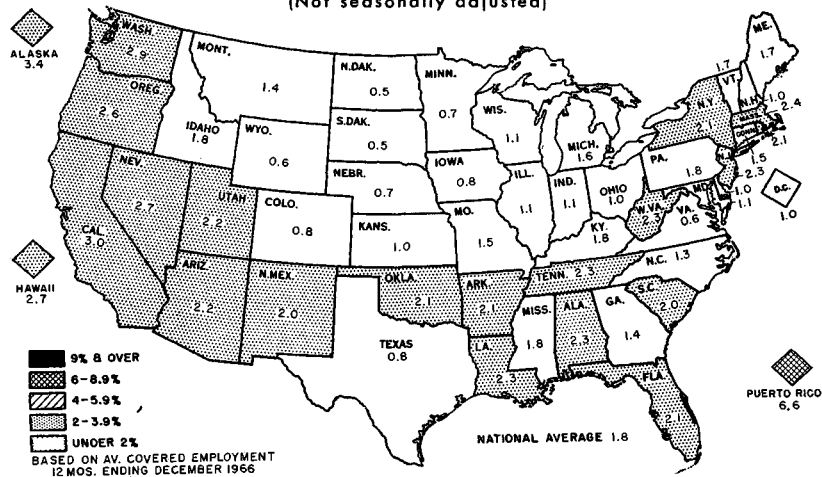 (Not seasonally adjusted)
ALASKA
3.4
WASH.
2.9
OREG.
2.6
MONT.
1.4
IDAHO
1.8
N.DAK.
0.5
S.DAK.
0.5
MINN.
0.7
WIS.
1.1
MICH.
1.6
WYO.
0.6
NEBR.
0.7
IOWA
0.8
NEV.
2.7
UTAH
2.2
COLO.
0.8
KANS.
1.0
MO.
1.5
ILL.
1.1
IND.
1.1
OHIO
1.0
KY.
1.8
W.VA.
2.3
VA.
0.6
PA.
1.8
N.Y.
2.1
1.7
VT.
ME.
1.7
N.H.
1.0
MASS.
2.4
CONN.
2.1
1.5
N.J.
2.3
MD.
1.0
1.1
D.C.
1.0
CAL.
3.0
HAWAII
2.7
ARIZ.
2.2
N.MEX.
2.0
OKLA.
2.1
ARK.
2.1
TENN. 2.3
N.C. 1.3
S.C.
2.0
TEXAS
0.8
LA.
2.3
MISS.
1.8
ALA.
2.3
GA.
1.4
FLA.
2.1
PUERTO RICO
6.6
9% & OVER
6-8.9%
4-5.9%
2-3.9%
UNDER 2%
NATIONAL AVERAGE 1.8
BASED ON AV. COVERED EMPLOYMENT
12 MOS. ENDING DECEMBER 1966